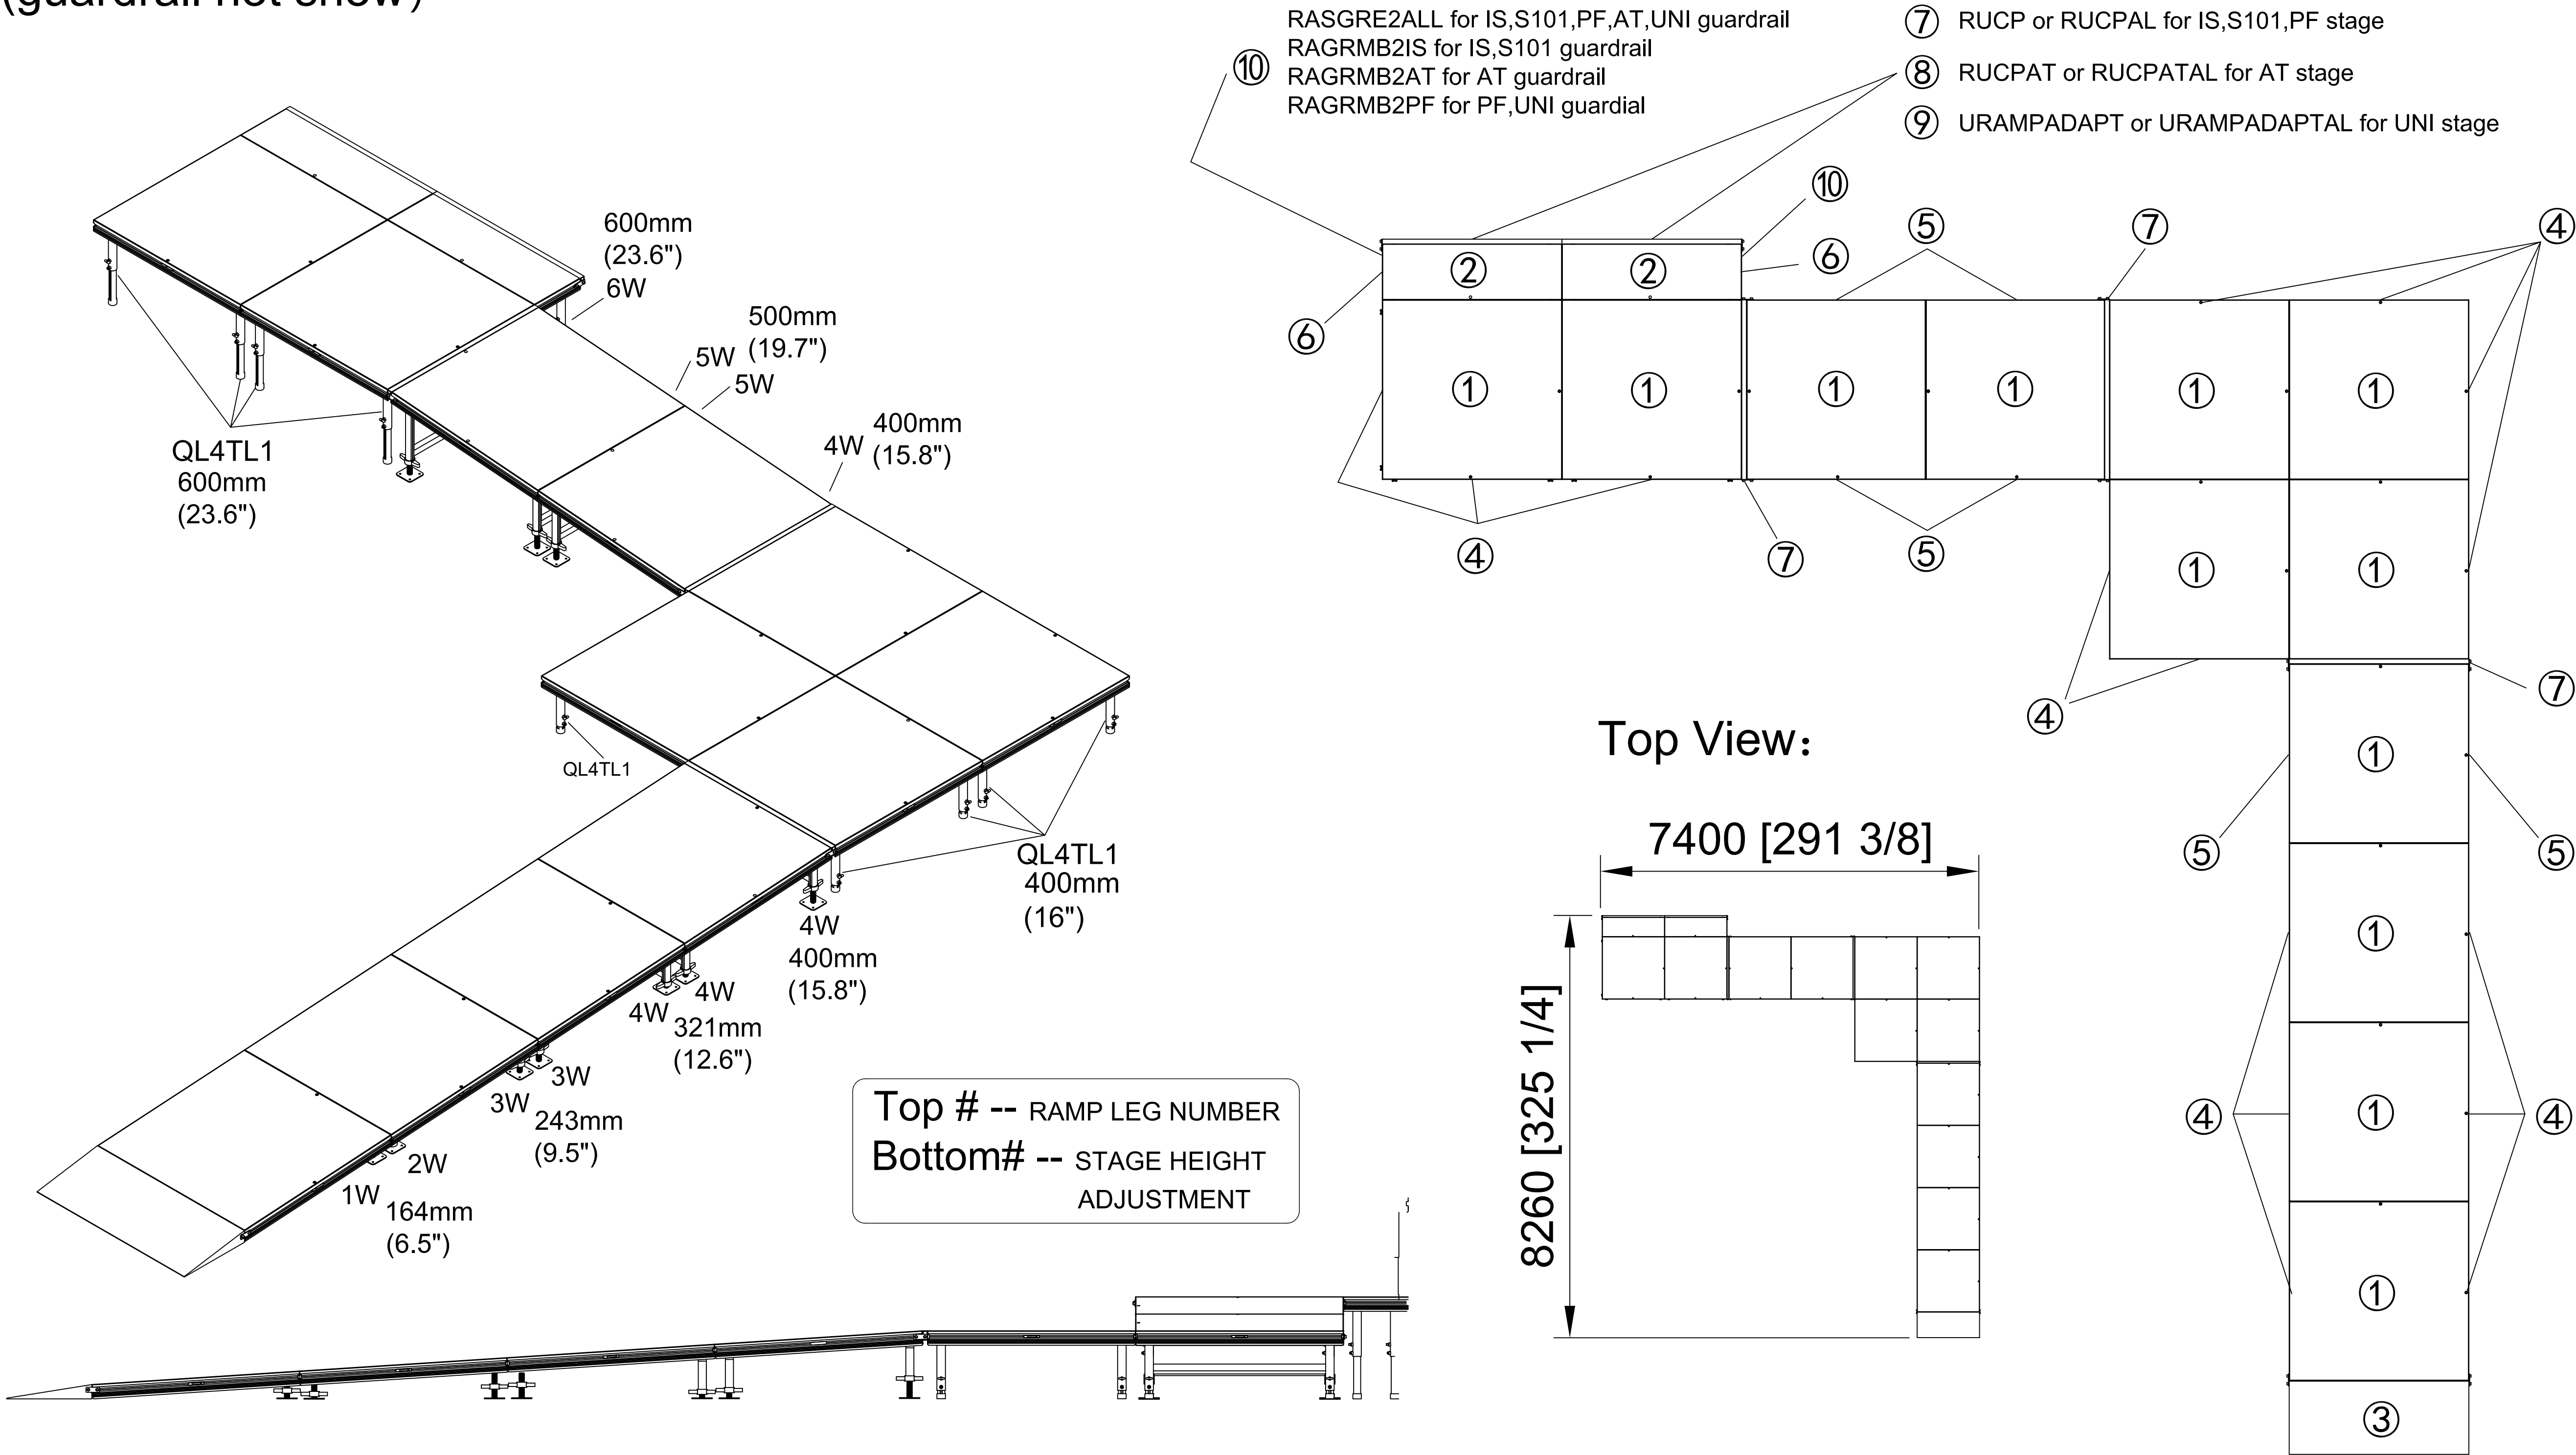 (guardrail not show)
RASGRE2ALL for IS,S101,PF,AT,UNI guardrail
RAGRMB2IS for IS,S101 guardrail
⑩ RAGRMB2AT for AT guardrail
RAGRMB2PF for PF,UNI guardial
⑦ RUCP or RUCPAL for IS,S101,PF stage
⑧ RUCPAT or RUCPATAL for AT stage
⑨ URAMPADAPT or URAMPADAPTAL for UNI stage
600mm
(23.6")
6W
500mm
(19.7")
5W
5W
400mm
(15.8")
4W
QL4TL1
600mm
(23.6")
QL4TL1
QL4TL1
400mm
(16")
4W
400mm
(15.8")
4W
4W
321mm
(12.6")
3W
3W
243mm
(9.5")
2W
1W
164mm
(6.5")
Top # -- RAMP LEG NUMBER
Bottom# -- STAGE HEIGHT
ADJUSTMENT
⑩
⑤
⑦
④
⑥
② ②
⑥
① ① ① ① ① ①
④
⑦
⑤
① ①
④
⑦
①
⑤
⑤
①
④
①
④
①
③
Top View:
7400 [291 3/8]
8260 [325 1/4]